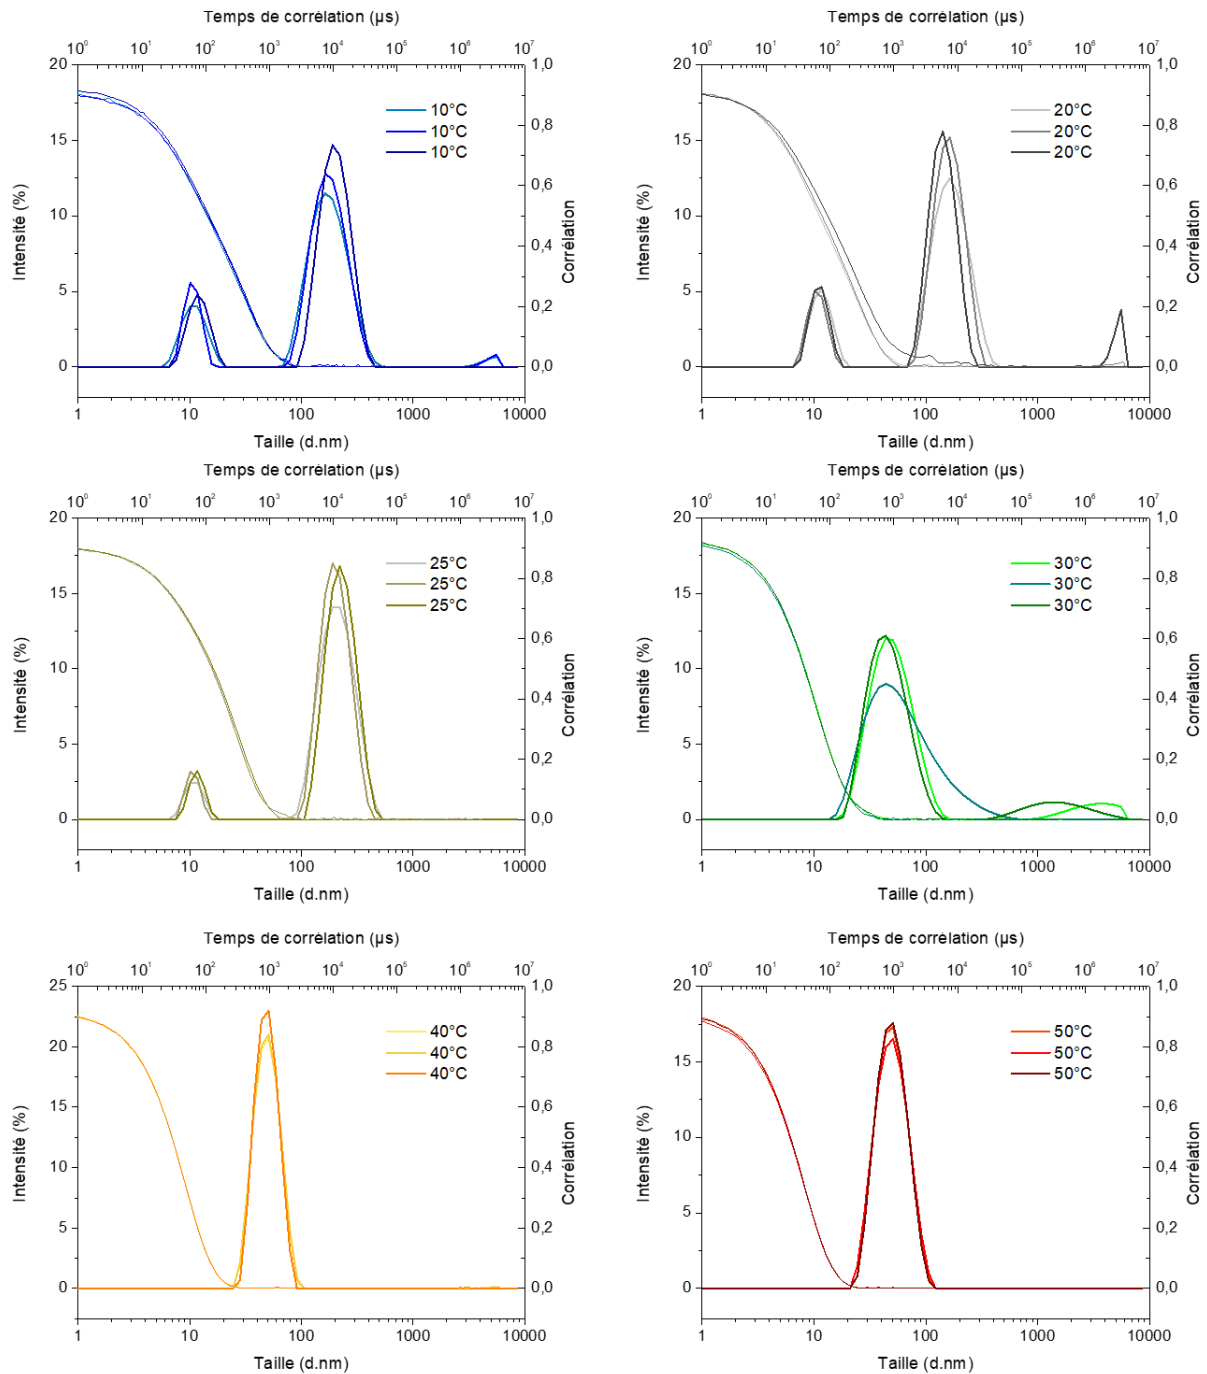 Temps de corrélation (µs)
10⁰ 10¹ 10² 10³ 10⁴ 10⁵ 10⁶ 10⁷
20 15 10 5 0
Intensité (%)
10°C
10°C
10°C
1,0 0,8 0,6 0,4 0,2 0,0
Corrélation
1 10 100 1000 10000
Taille (d.nm)
Temps de corrélation (µs)
10⁰ 10¹ 10² 10³ 10⁴ 10⁵ 10⁶ 10⁷
20 15 10 5 0
Intensité (%)
20°C
20°C
20°C
1,0 0,8 0,6 0,4 0,2 0,0
Corrélation
1 10 100 1000 10000
Taille (d.nm)
Temps de corrélation (µs)
10⁰ 10¹ 10² 10³ 10⁴ 10⁵ 10⁶ 10⁷
20 15 10 5 0
Intensité (%)
25°C
25°C
25°C
1,0 0,8 0,6 0,4 0,2 0,0
Corrélation
1 10 100 1000 10000
Taille (d.nm)
Temps de corrélation (µs)
10⁰ 10¹ 10² 10³ 10⁴ 10⁵ 10⁶ 10⁷
20 15 10 5 0
Intensité (%)
30°C
30°C
30°C
1,0 0,8 0,6 0,4 0,2 0,0
Corrélation
1 10 100 1000 10000
Taille (d.nm)
Temps de corrélation (µs)
10⁰ 10¹ 10² 10³ 10⁴ 10⁵ 10⁶ 10⁷
25 20 15 10 5 0
Intensité (%)
40°C
40°C
40°C
1,0 0,8 0,6 0,4 0,2 0,0
Corrélation
1 10 100 1000 10000
Taille (d.nm)
Temps de corrélation (µs)
10⁰ 10¹ 10² 10³ 10⁴ 10⁵ 10⁶ 10⁷
20 15 10 5 0
Intensité (%)
50°C
50°C
50°C
1,0 0,8 0,6 0,4 0,2 0,0
Corrélation
1 10 100 1000 10000
Taille (d.nm)